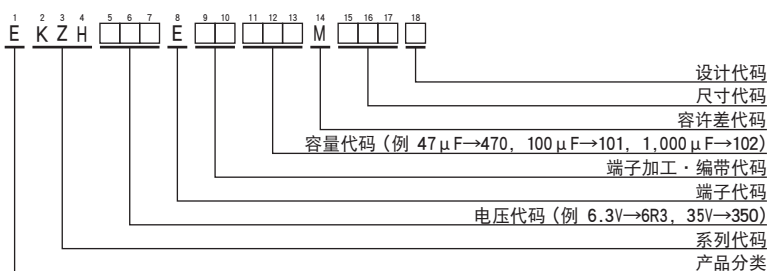 1 2 3 4 5 6 7 8 9 10 11 12 13 14 15 16 17 18
E K Z H □□□ E □□ □□□ M □□□ □
设计代码
尺寸代码
容许差代码
容量代码（例 47μF→470, 100μF→101, 1,000μF→102）
端子加工·编带代码
端子代码
电压代码（例 6.3V→6R3, 35V→350）
系列代码
产品分类